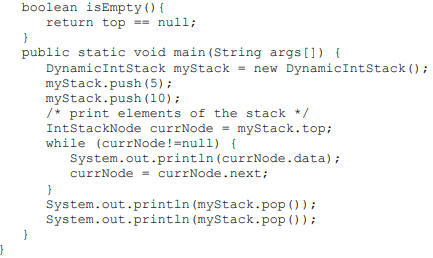 boolean isEmpty(){
return top == null;
}
public static void main(String args[]) {
DynamicIntStack myStack = new DynamicIntStack();
myStack.push(5);
myStack.push(10);
/* print elements of the stack */
IntStackNode currNode = myStack.top;
while (currNode!=null) {
System.out.println(currNode.data);
currNode = currNode.next;
}
System.out.println(myStack.pop());
System.out.println(myStack.pop());
}
}